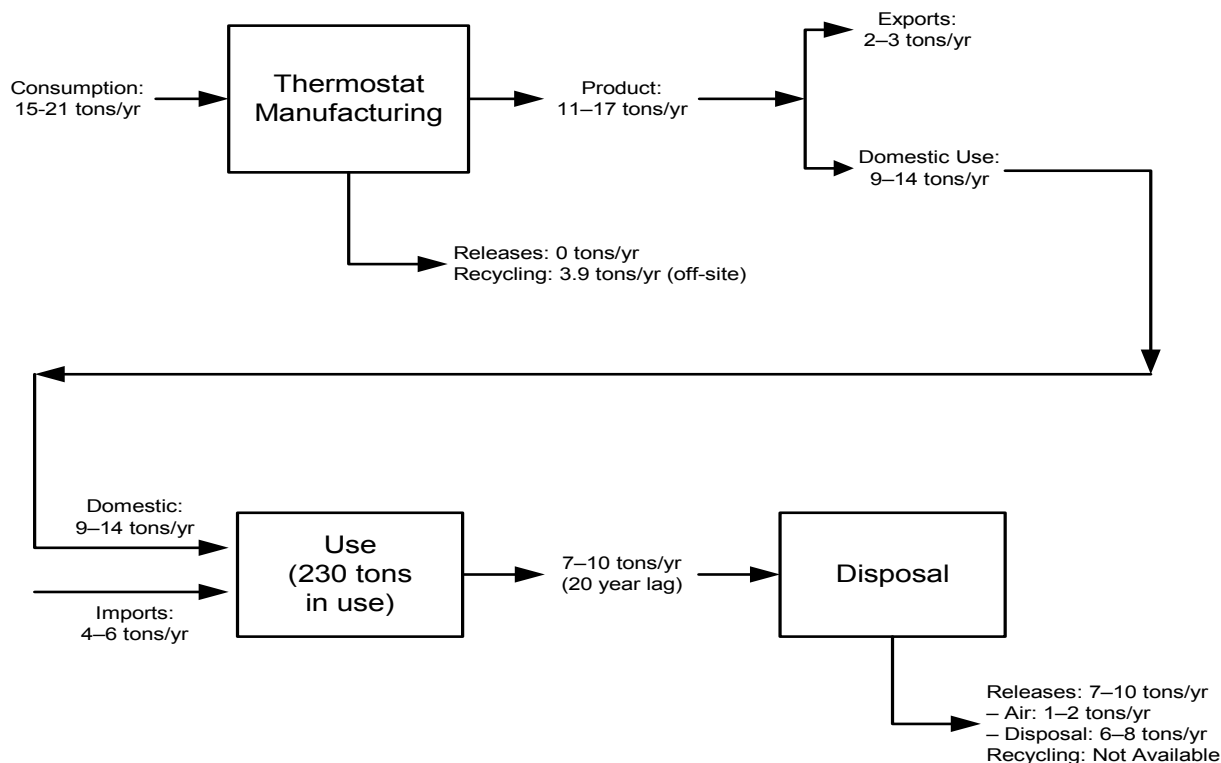 Exports:
2–3 tons/yr
Consumption:
15-21 tons/yr
Thermostat
Manufacturing
Product:
11–17 tons/yr
Domestic Use:
9–14 tons/yr
Releases: 0 tons/yr
Recycling: 3.9 tons/yr (off-site)
Domestic:
9–14 tons/yr
Imports:
4–6 tons/yr
Use
(230 tons
in use)
7–10 tons/yr
(20 year lag)
Disposal
Releases: 7–10 tons/yr
– Air: 1–2 tons/yr
– Disposal: 6–8 tons/yr
Recycling: Not Available